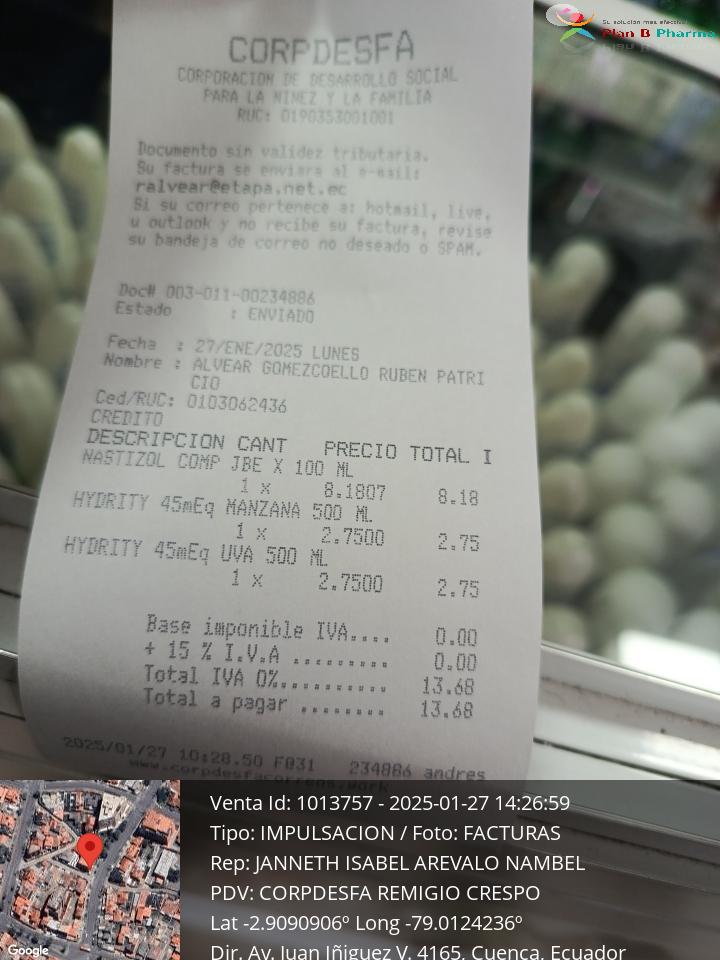 Su solución más efectiva
Plan B Pharma
CORPDESFA
CORPORACION DE DESARROLLO SOCIAL
PARA LA NINEZ Y LA FAMILIA
RUC: 0190353001001
Documento sin validez tributaria.
Su factura se enviara al e-mail:
ralvear@etapa.net.ec
Si su correo pertenece a: hotmail, live,
u outlook y no recibe su factura, revise
su bandeja de correo no deseado o SPAM.
Doc# 003-011-00234886
Estado : ENVIADO
Fecha : 27/ENE/2025 LUNES
Nombre : ALVEAR GOMEZCOELLO RUBEN PATRI
CIO
Ced/RUC: 0103062436
CREDITO
DESCRIPCION CANT PRECIO TOTAL I
NASTIZOL COMP JBE X 100 ML
1 x 8.1807 8.18
HYDRITY 45mEq MANZANA 500 ML
1 x 2.7500 2.75
HYDRITY 45mEq UVA 500 ML
1 x 2.7500 2.75
Base imponible IVA.... 0.00
+ 15 % I.V.A ......... 0.00
Total IVA 0%.......... 13.68
Total a pagar ........ 13.68
2025/01/27 10:28.50 F031 234886 andres
Venta Id: 1013757 - 2025-01-27 14:26:59
Tipo: IMPULSACION / Foto: FACTURAS
Rep: JANNETH ISABEL AREVALO NAMBEL
PDV: CORPDESFA REMIGIO CRESPO
Lat -2.9090906º Long -79.0124236º
Dir. Av. Juan Iñiguez V. 4165, Cuenca, Ecuador
Google